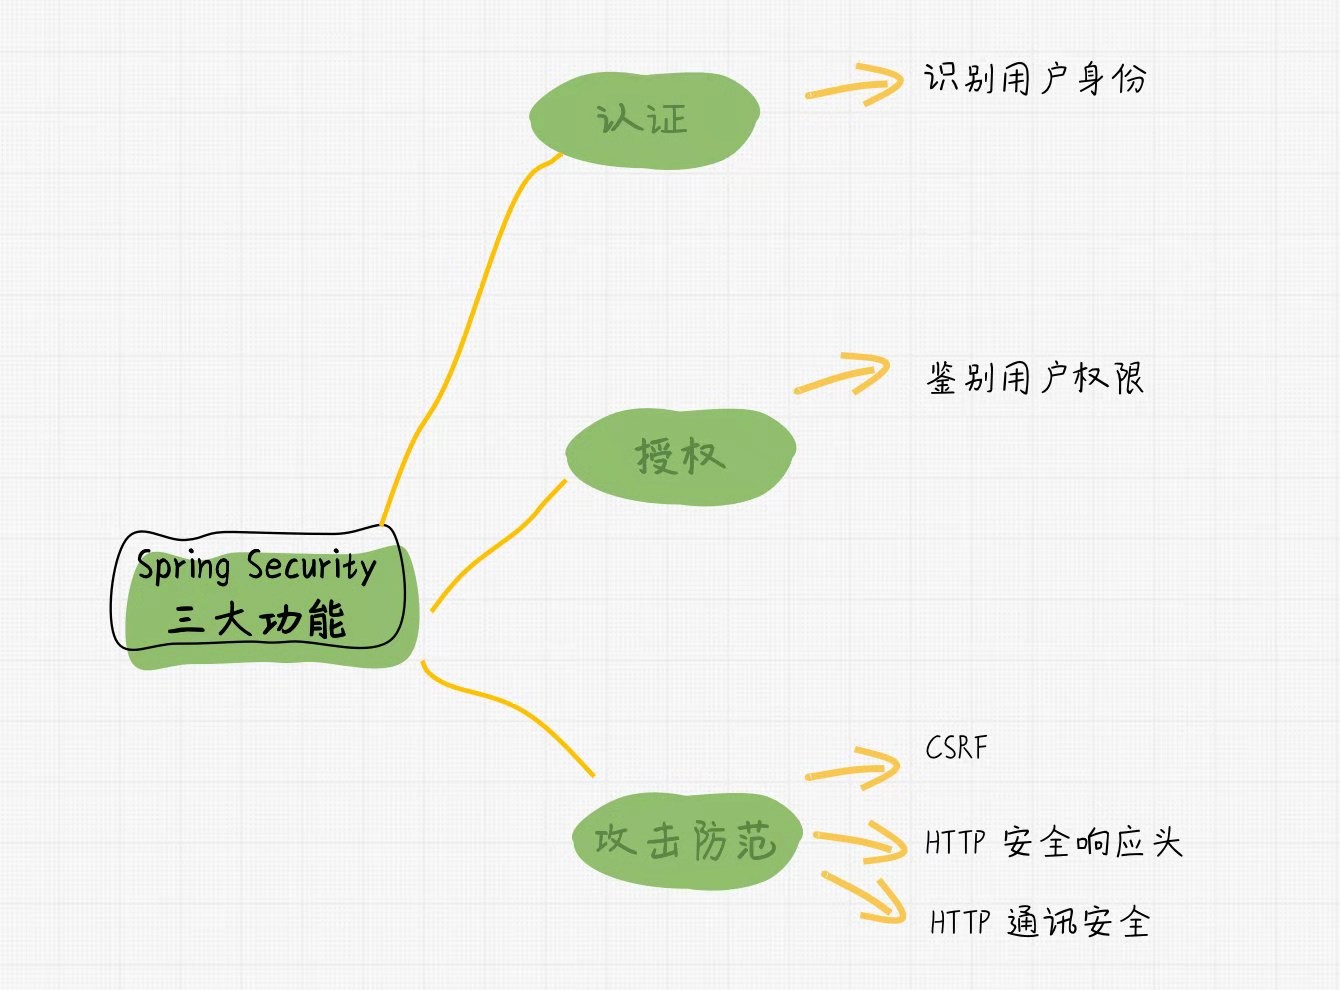 认证
识别用户身份
授权
鉴别用户权限
Spring Security
三大功能
攻击防范
CSRF
HTTP 安全响应头
HTTP 通讯安全